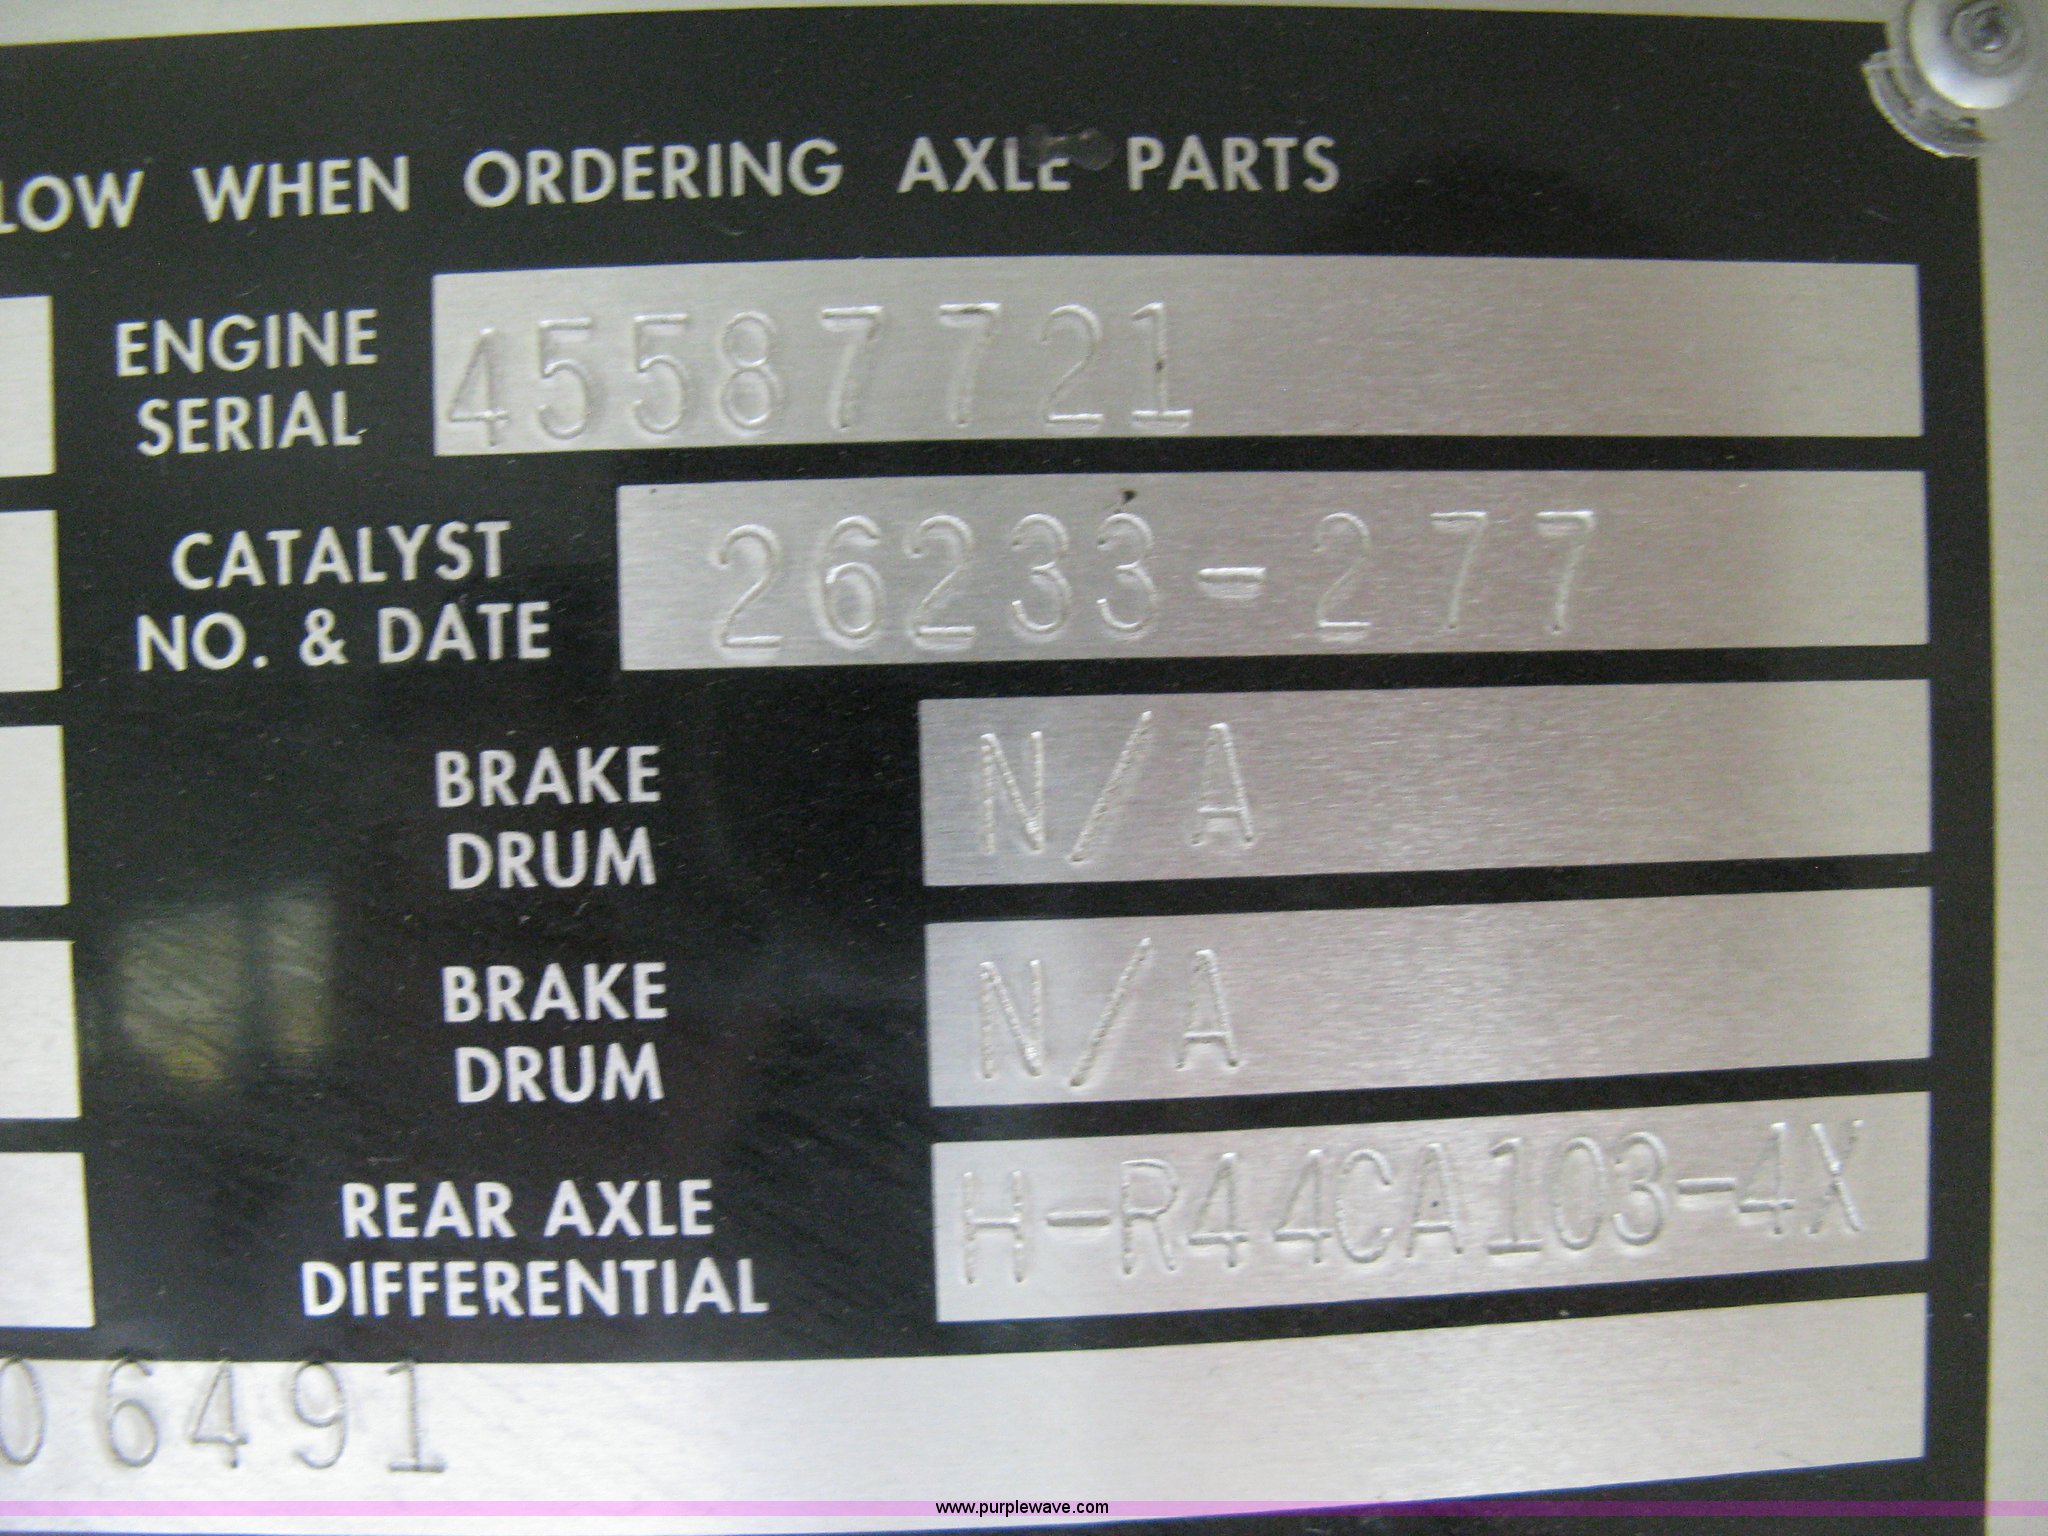 LOW WHEN ORDERING AXLE PARTS
ENGINE
SERIAL
45587721
CATALYST
NO. & DATE
26233-277
BRAKE
DRUM
N/A
BRAKE
DRUM
N/A
REAR AXLE
DIFFERENTIAL
H-R44CA103-4X
06491
www.purplewave.com